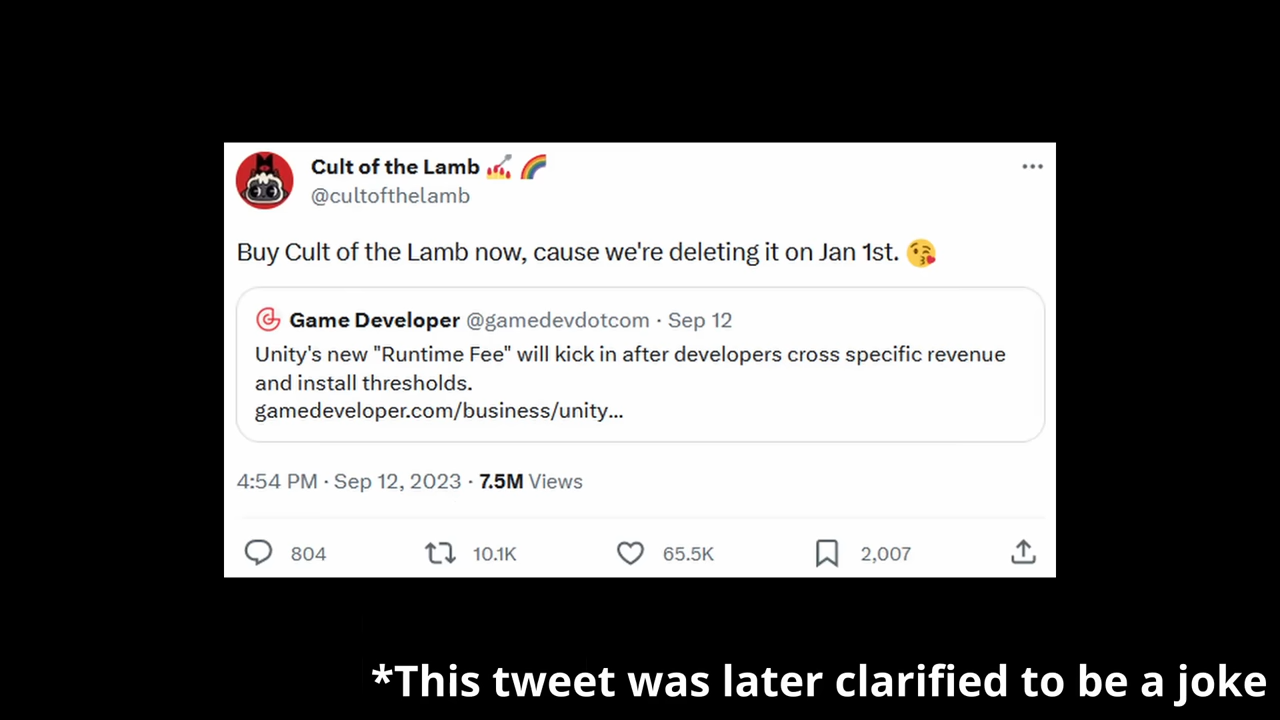 Cult of the Lamb
@cultofthelamb
Buy Cult of the Lamb now, cause we're deleting it on Jan 1st. 😘
Game Developer @gamedevdotcom · Sep 12
Unity's new "Runtime Fee" will kick in after developers cross specific revenue
and install thresholds.
gamedeveloper.com/business/unity...
4:54 PM · Sep 12, 2023 · 7.5M Views
804 10.1K 65.5K 2,007
*This tweet was later clarified to be a joke